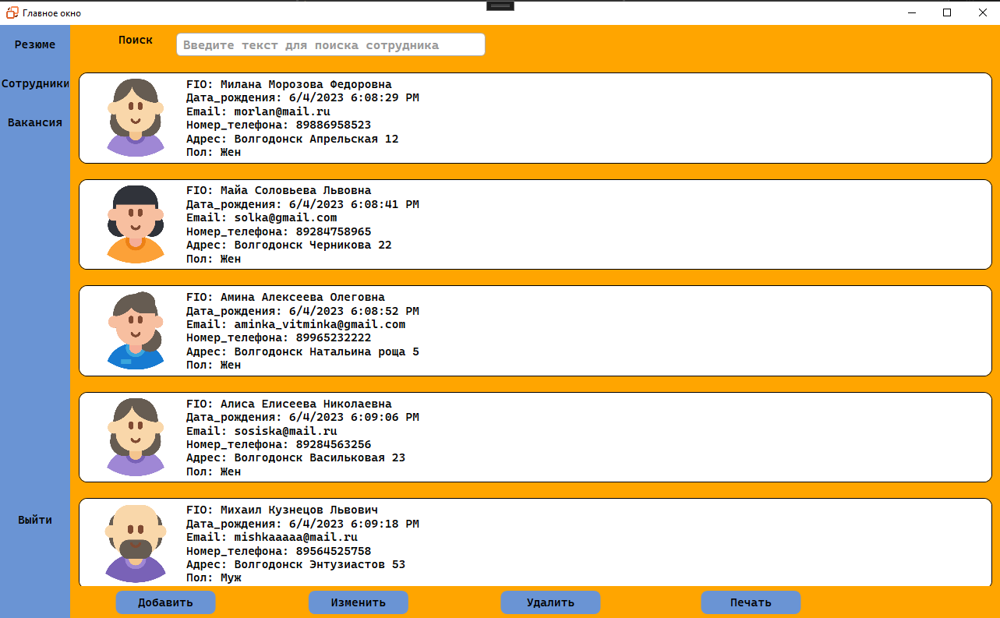 Главное окно
Резюме
Сотрудники
Вакансия
Выйти
Поиск
Введите текст для поиска сотрудника
FIO: Милана Морозова Федоровна
Дата_рождения: 6/4/2023 6:08:29 PM
Email: morlan@mail.ru
Номер_телефона: 89886958523
Адрес: Волгодонск Апрельская 12
Пол: Жен
FIO: Майа Соловьева Львовна
Дата_рождения: 6/4/2023 6:08:41 PM
Email: solka@gmail.com
Номер_телефона: 89284758965
Адрес: Волгодонск Черникова 22
Пол: Жен
FIO: Амина Алексеева Олеговна
Дата_рождения: 6/4/2023 6:08:52 PM
Email: aminka_vitminka@gmail.com
Номер_телефона: 89965232222
Адрес: Волгодонск Натальина роща 5
Пол: Жен
FIO: Алиса Елисеева Николаевна
Дата_рождения: 6/4/2023 6:09:06 PM
Email: sosiska@mail.ru
Номер_телефона: 89284563256
Адрес: Волгодонск Васильковая 23
Пол: Жен
FIO: Михаил Кузнецов Львович
Дата_рождения: 6/4/2023 6:09:18 PM
Email: mishkaaaaa@mail.ru
Номер_телефона: 89564525758
Адрес: Волгодонск Энтузиастов 53
Пол: Муж
Добавить
Изменить
Удалить
Печать